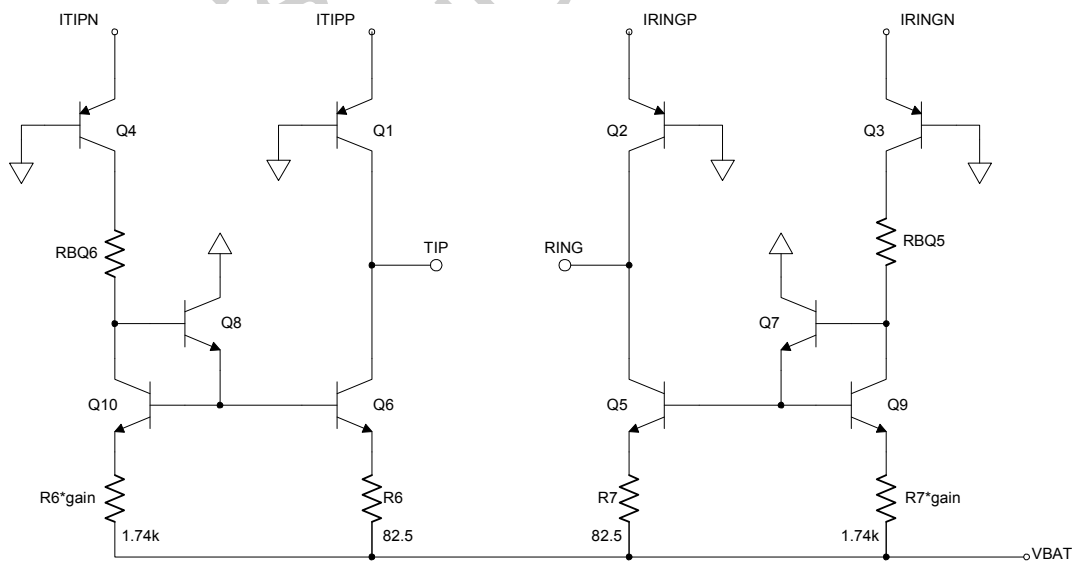 ITIPN ITIPP IRINGP IRINGN
Q4 Q1 Q2 Q3
RBQ6 TIP RING RBQ5
Q8 Q7
Q10 Q6 Q5 Q9
R6*gain R6 R7 R7*gain
1.74k 82.5 82.5 1.74k
VBAT